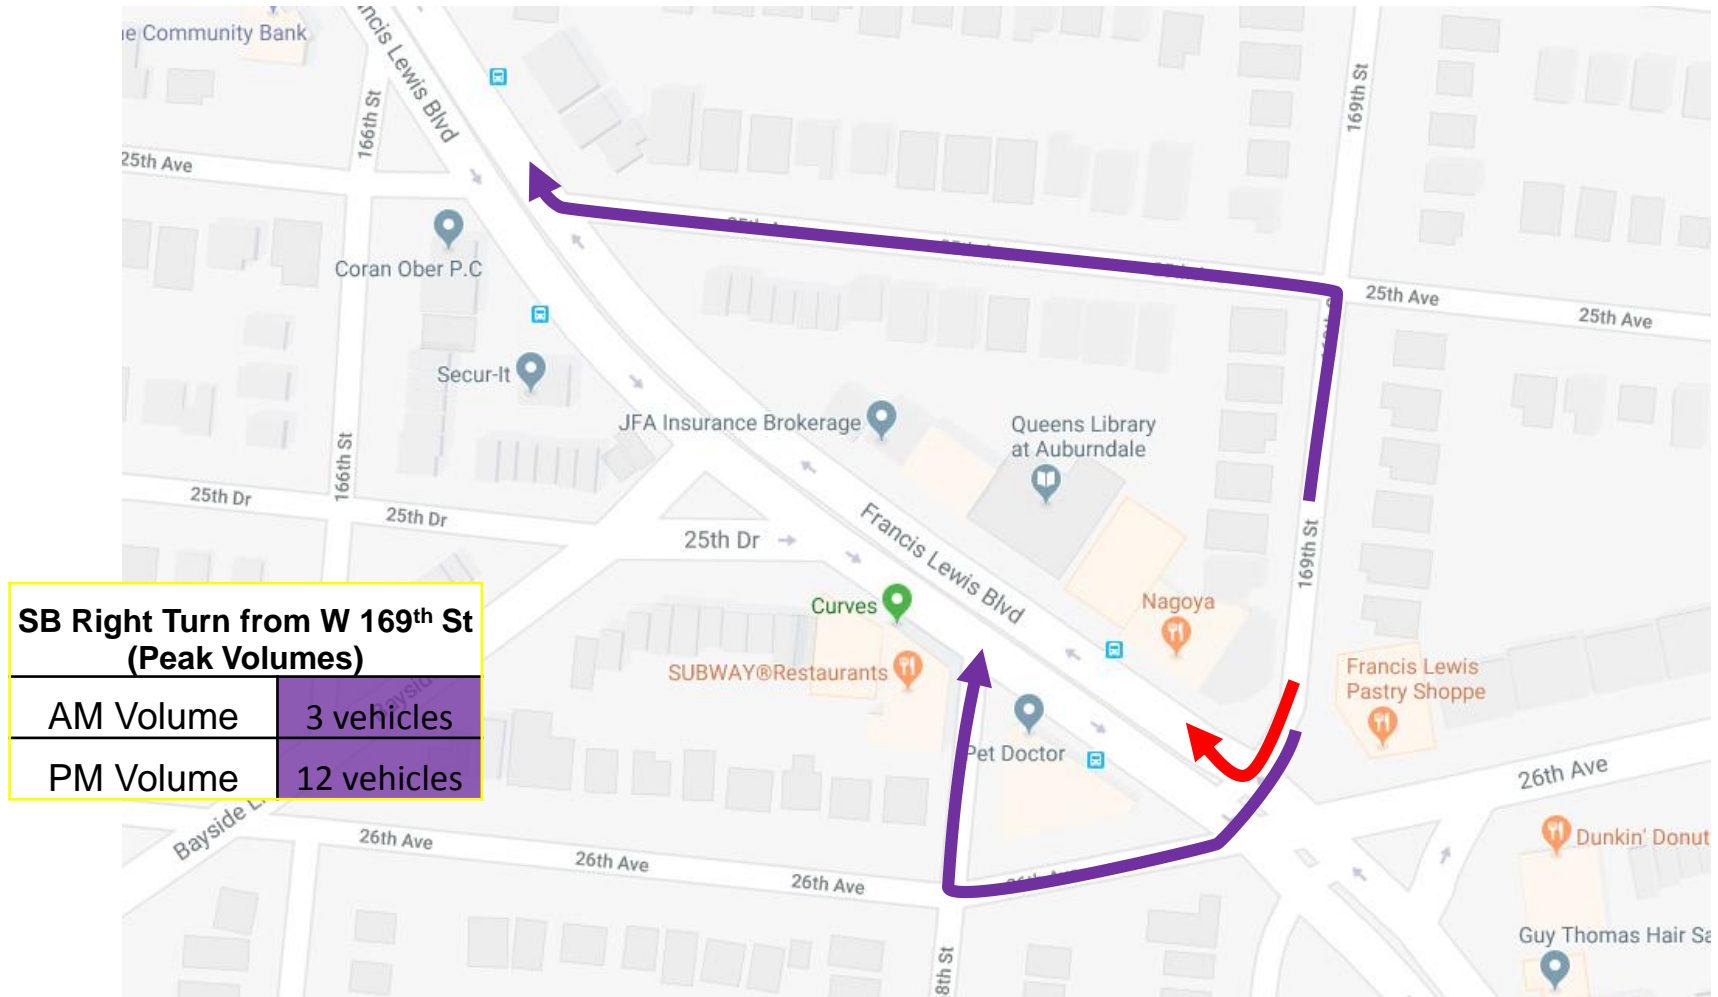 e Community Bank
ncis Lewis Blvd
166th St
169th St
25th Ave
Coran Ober P.C
25th Ave
25th Ave
Secur-It
JFA Insurance Brokerage
Queens Library
at Auburndale
166th St
25th Dr
25th Dr
25th Dr
Francis Lewis Blvd
169th St
SB Right Turn from W 169th St
(Peak Volumes)
AM Volume
3 vehicles
PM Volume
12 vehicles
Curves
Nagoya
SUBWAY®Restaurants
Francis Lewis
Pastry Shoppe
Pet Doctor
26th Ave
Bayside L
26th Ave
26th Ave
26th Ave
Dunkin' Donut
Guy Thomas Hair Sa
8th St